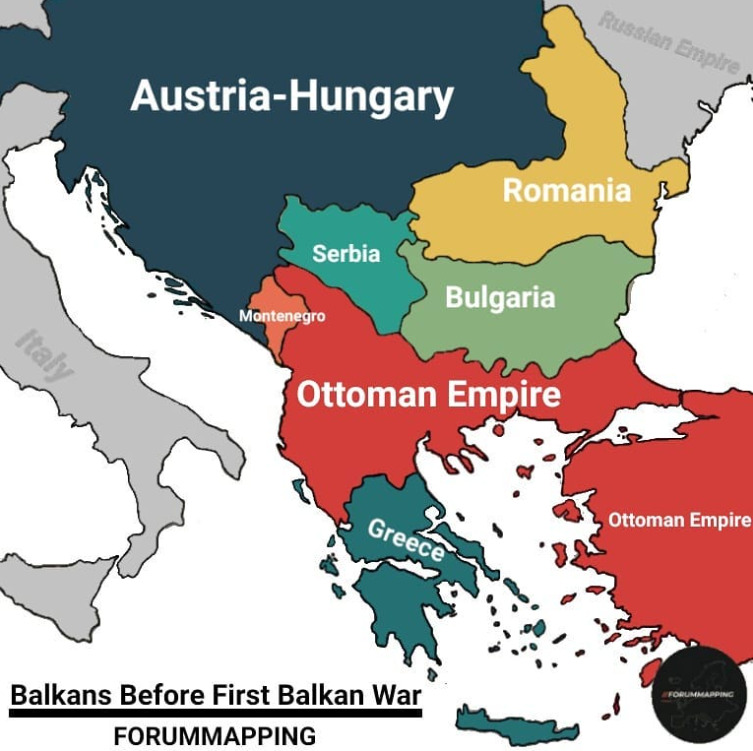 Russian Empire
Austria-Hungary
Romania
Serbia
Bulgaria
Montenegro
Italy
Ottoman Empire
Greece
Ottoman Empire
Balkans Before First Balkan War
FORUMMAPPING
#FORUMMAPPING